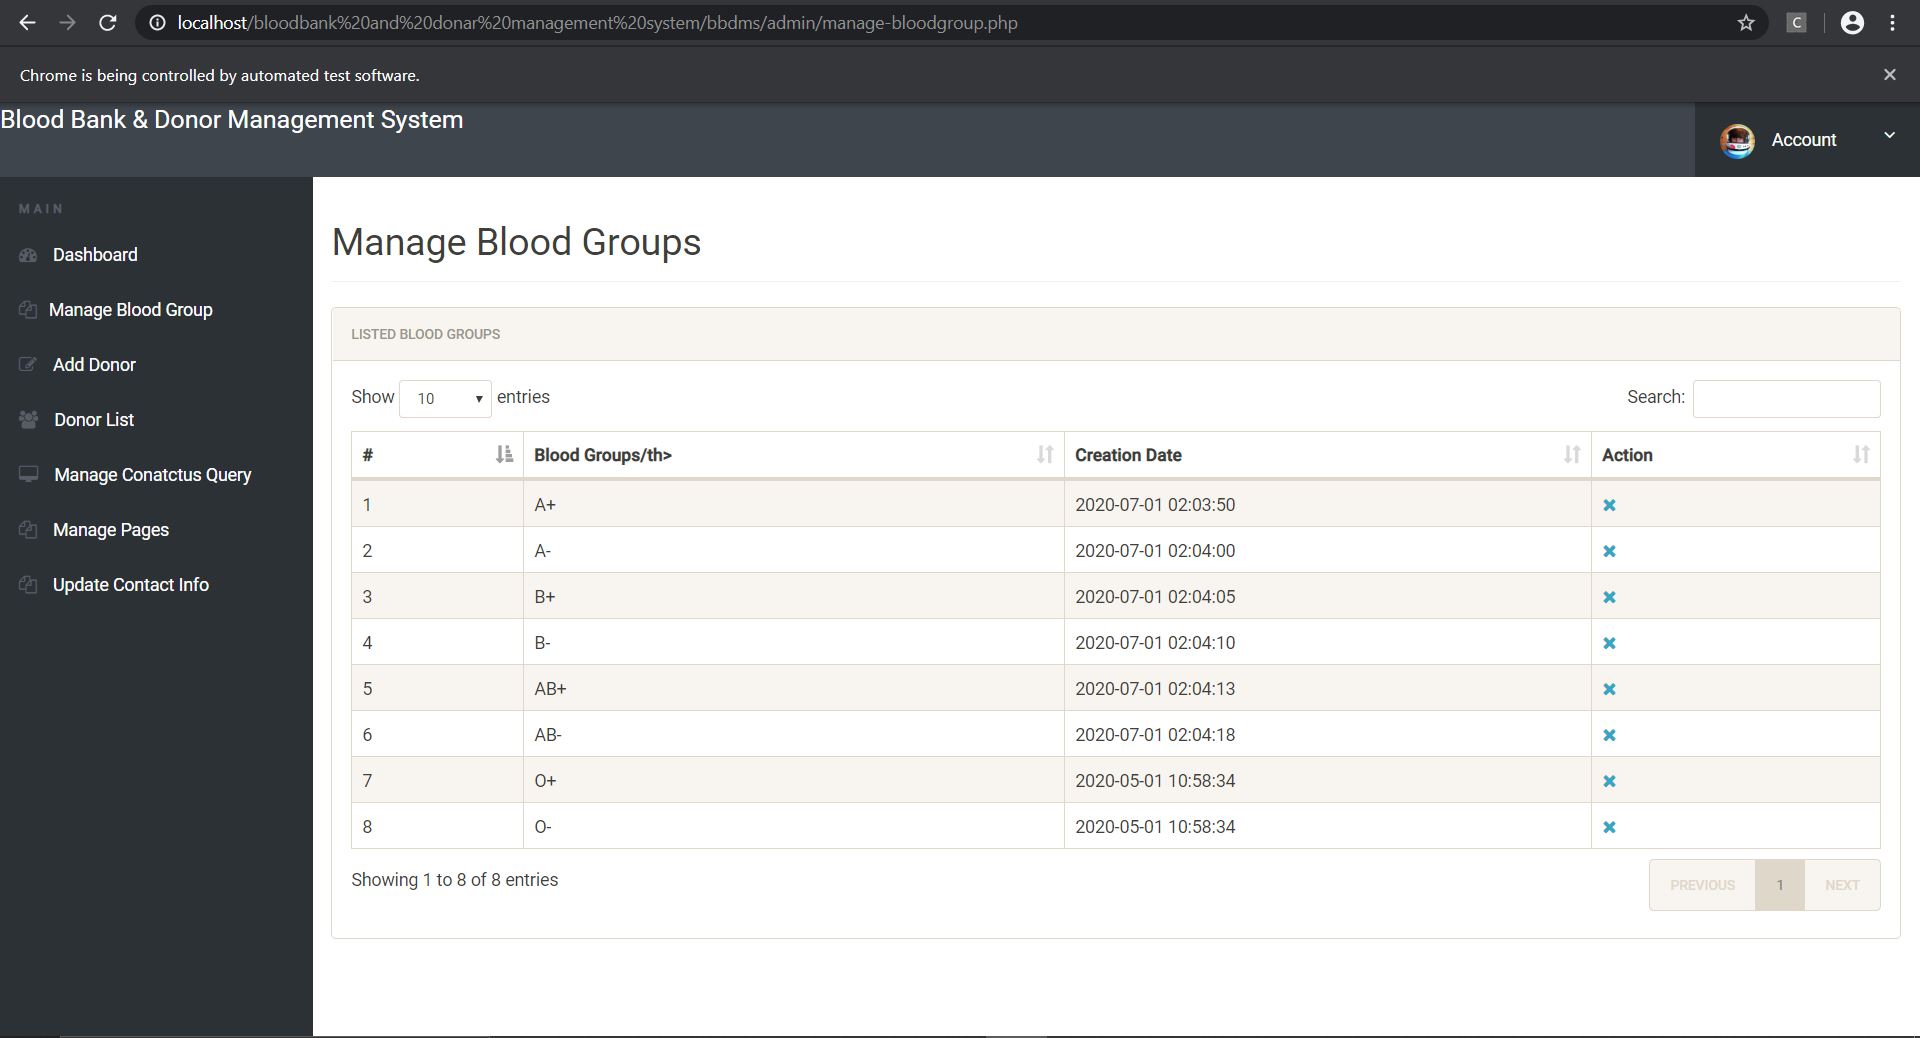 localhost/bloodbank%20and%20donar%20management%20system/bbdms/admin/manage-bloodgroup.php
C
Chrome is being controlled by automated test software.
Blood Bank & Donor Management System
Account
MAIN
Dashboard
Manage Blood Group
Add Donor
Donor List
Manage Conatctus Query
Manage Pages
Update Contact Info
Manage Blood Groups
LISTED BLOOD GROUPS
Show 10 entries
Search:
# Blood Groups/th> Creation Date Action
1 A+ 2020-07-01 02:03:50
2 A- 2020-07-01 02:04:00
3 B+ 2020-07-01 02:04:05
4 B- 2020-07-01 02:04:10
5 AB+ 2020-07-01 02:04:13
6 AB- 2020-07-01 02:04:18
7 O+ 2020-05-01 10:58:34
8 O- 2020-05-01 10:58:34
Showing 1 to 8 of 8 entries
PREVIOUS 1 NEXT